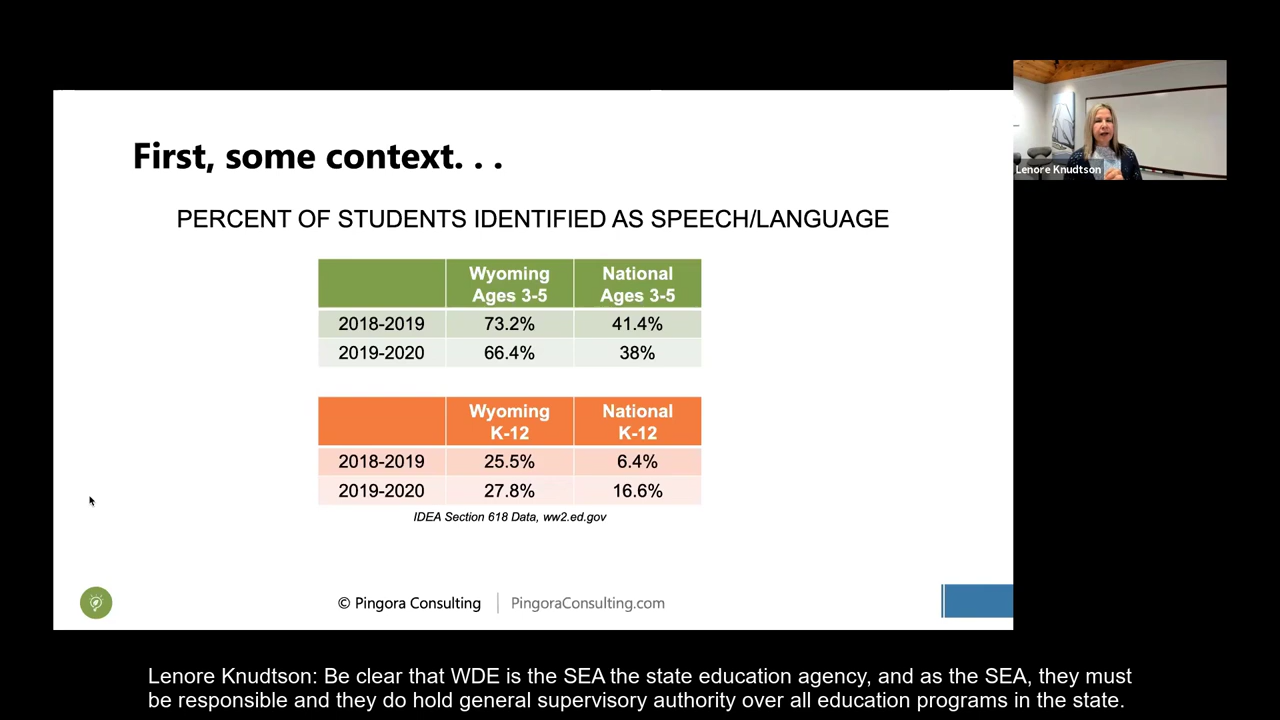 First, some context. . .
PERCENT OF STUDENTS IDENTIFIED AS SPEECH/LANGUAGE
Wyoming Ages 3-5 National Ages 3-5
2018-2019 73.2% 41.4%
2019-2020 66.4% 38%
Wyoming K-12 National K-12
2018-2019 25.5% 6.4%
2019-2020 27.8% 16.6%
IDEA Section 618 Data, ww2.ed.gov
© Pingora Consulting PingoraConsulting.com
Lenore Knudtson
Lenore Knudtson: Be clear that WDE is the SEA the state education agency, and as the SEA, they must
be responsible and they do hold general supervisory authority over all education programs in the state.